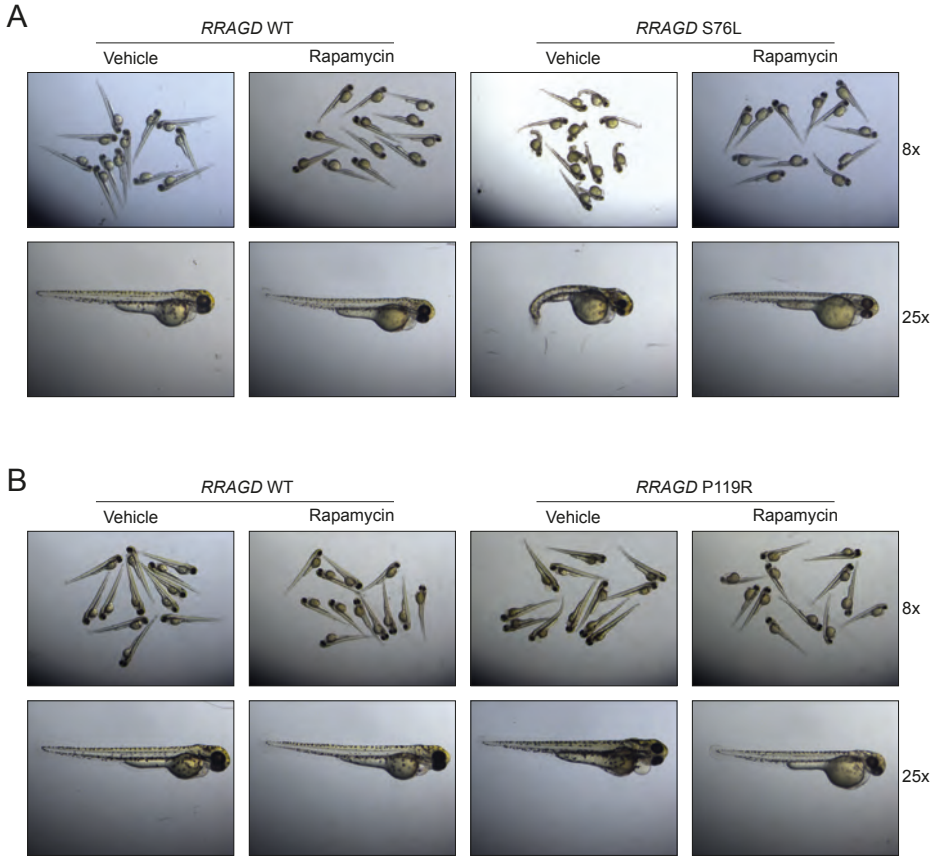 A
RRAGD WT
RRAGD S76L
Vehicle
Rapamycin
Vehicle
Rapamycin
8x
25x
B
RRAGD WT
RRAGD P119R
Vehicle
Rapamycin
Vehicle
Rapamycin
8x
25x